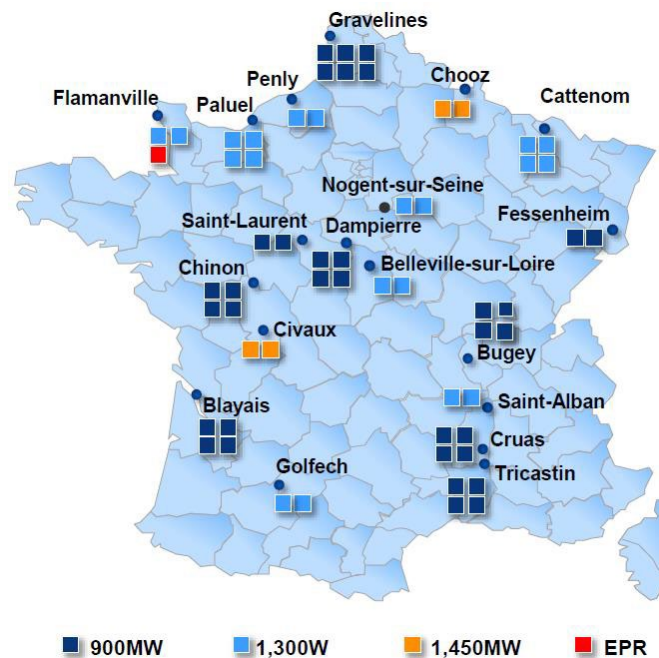 Gravelines
Penly
Chooz
Flamanville
Paluel
Cattenom
Nogent-sur-Seine
Saint-Laurent
Dampierre
Fessenheim
Chinon
Belleville-sur-Loire
Civaux
Bugey
Blayais
Saint-Alban
Cruas
Golfech
Tricastin
900MW
1,300W
1,450MW
EPR